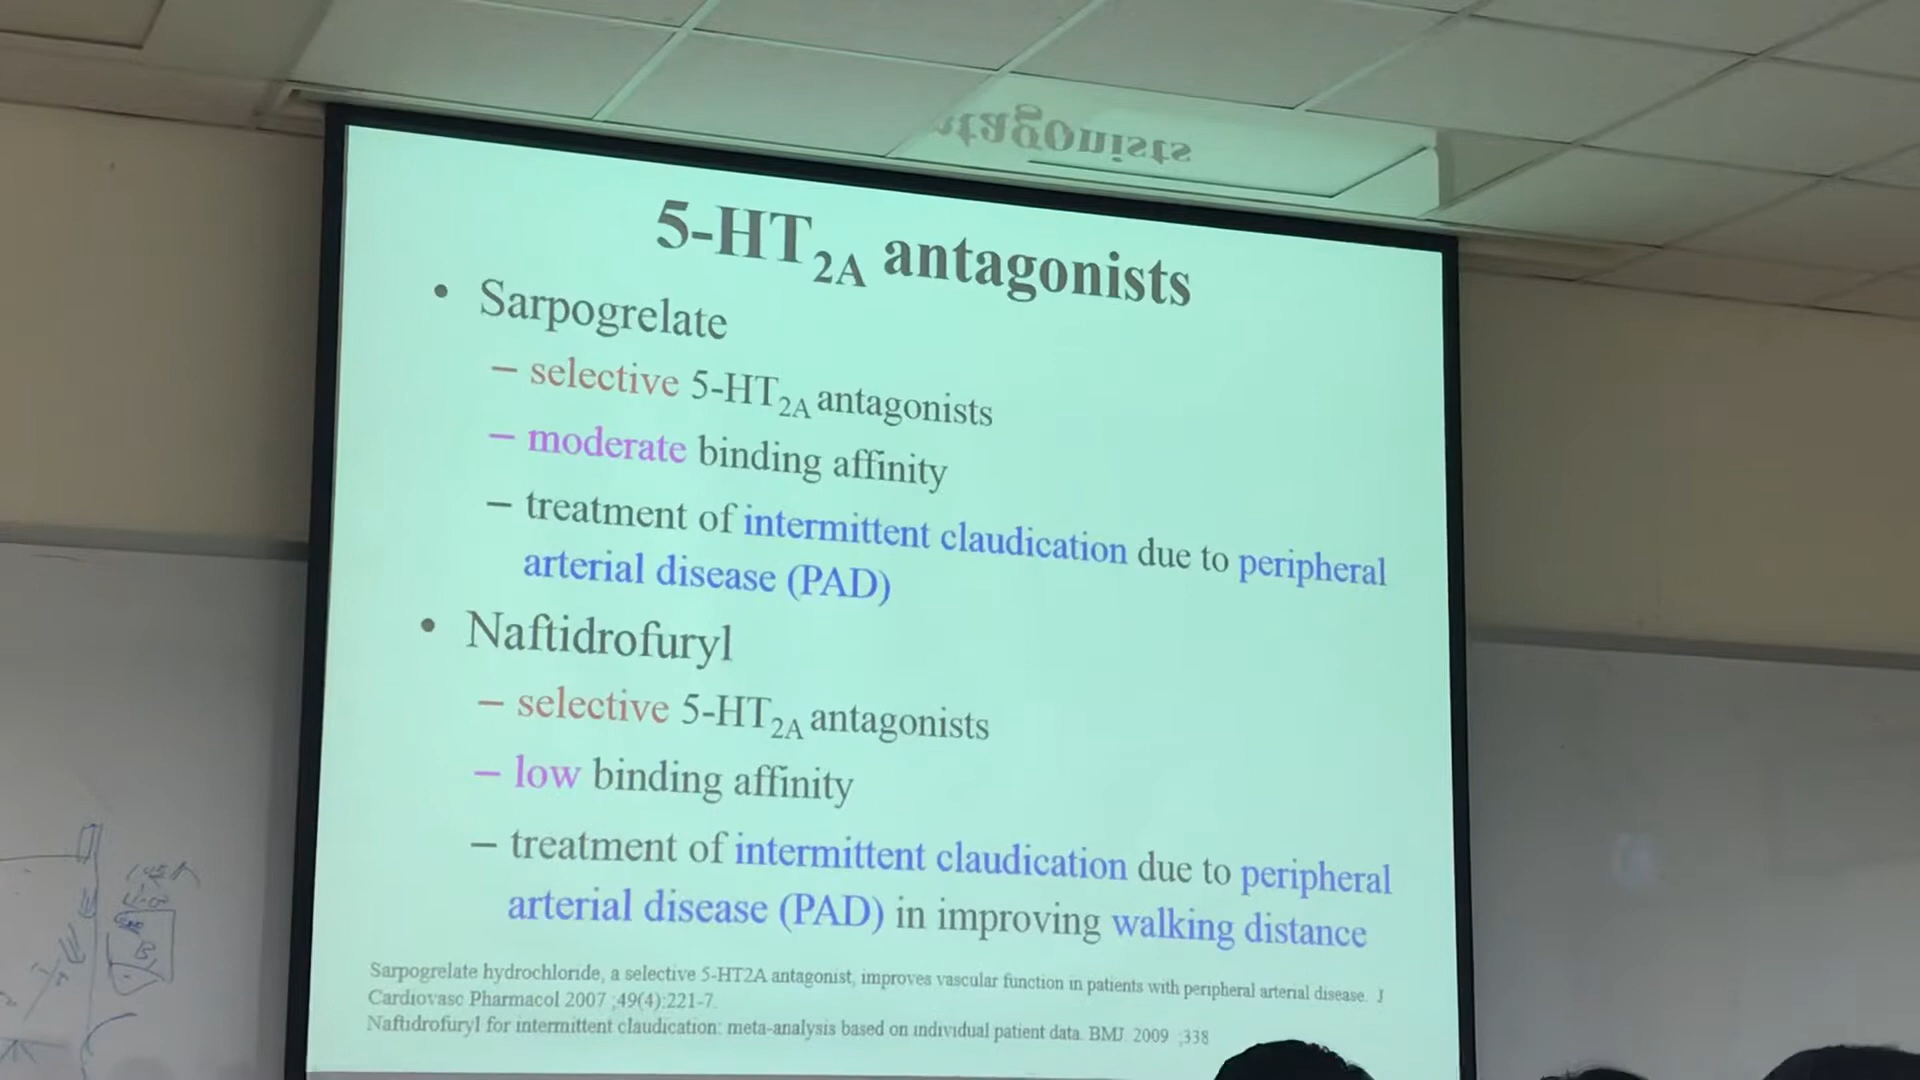 5-HT2A antagonists
• Sarpogrelate
– selective 5-HT2A antagonists
– moderate binding affinity
– treatment of intermittent claudication due to peripheral
arterial disease (PAD)
• Naftidrofuryl
– selective 5-HT2A antagonists
– low binding affinity
– treatment of intermittent claudication due to peripheral
arterial disease (PAD) in improving walking distance
Sarpogrelate hydrochloride, a selective 5-HT2A antagonist, improves vascular function in patients with peripheral arterial disease. J
Cardiovasc Pharmacol 2007 ;49(4):221-7.
Naftidrofuryl for intermittent claudication: meta-analysis based on individual patient data. BMJ. 2009 ;338